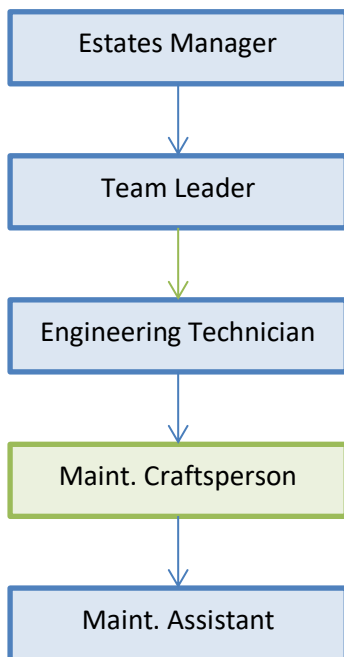 Estates Manager
Team Leader
Engineering Technician
Maint. Craftsperson
Maint. Assistant